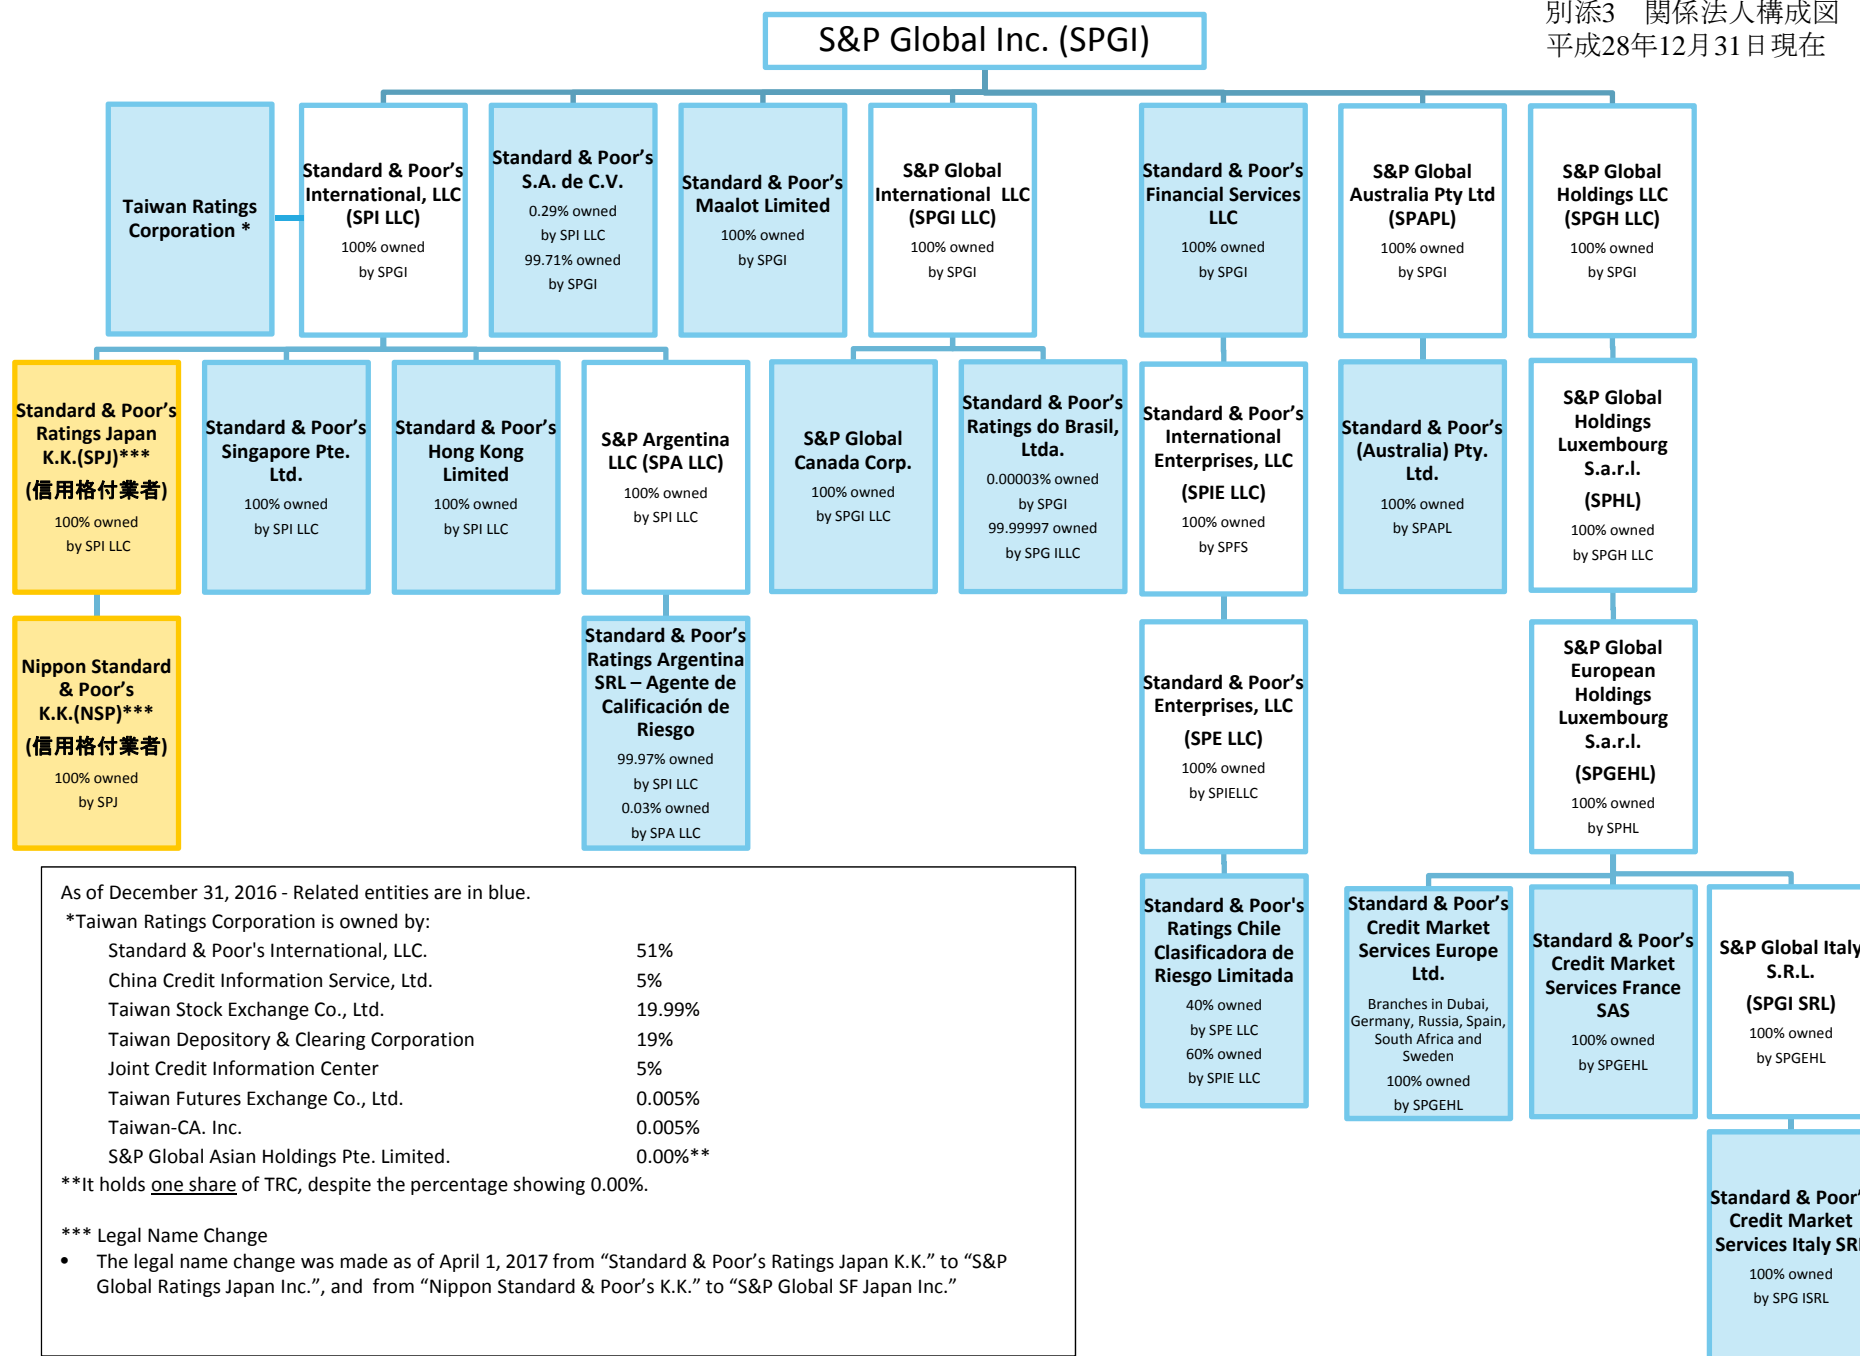 別添3　関係法人構成図
平成28年12月31日現在
S&P Global Inc. (SPGI)
Taiwan Ratings
Corporation *
Standard & Poor’s
International, LLC
(SPI LLC)
100% owned
by SPGI
Standard & Poor’s
S.A. de C.V.
0.29% owned
by SPI LLC
99.71% owned
by SPGI
Standard & Poor’s
Maalot Limited
100% owned
by SPGI
S&P Global
International LLC
(SPGI LLC)
100% owned
by SPGI
Standard & Poor’s
Financial Services
LLC
100% owned
by SPGI
S&P Global
Australia Pty Ltd
(SPAPL)
100% owned
by SPGI
S&P Global
Holdings LLC
(SPGH LLC)
100% owned
by SPGI
Standard & Poor’s
Ratings Japan
K.K.(SPJ)***
(信用格付業者)
100% owned
by SPI LLC
Standard & Poor’s
Singapore Pte.
Ltd.
100% owned
by SPI LLC
Standard & Poor’s
Hong Kong
Limited
100% owned
by SPI LLC
S&P Argentina
LLC (SPA LLC)
100% owned
by SPI LLC
S&P Global
Canada Corp.
100% owned
by SPGI LLC
Standard & Poor’s
Ratings do Brasil,
Ltda.
0.00003% owned
by SPGI
99.99997 owned
by SPG ILLC
Standard & Poor’s
International
Enterprises, LLC
(SPIE LLC)
100% owned
by SPFS
Standard & Poor’s
(Australia) Pty.
Ltd.
100% owned
by SPAPL
S&P Global
Holdings
Luxembourg
S.a.r.l.
(SPHL)
100% owned
by SPGH LLC
Nippon Standard
& Poor’s
K.K.(NSP)***
(信用格付業者)
100% owned
by SPJ
Standard & Poor’s
Ratings Argentina
SRL – Agente de
Calificación de
Riesgo
99.97% owned
by SPI LLC
0.03% owned
by SPA LLC
Standard & Poor’s
Enterprises, LLC
(SPE LLC)
100% owned
by SPIELLC
S&P Global
European
Holdings
Luxembourg
S.a.r.l.
(SPGEHL)
100% owned
by SPHL
Standard & Poor's
Ratings Chile
Clasificadora de
Riesgo Limitada
40% owned
by SPE LLC
60% owned
by SPIE LLC
Standard & Poor’s
Credit Market
Services Europe
Ltd.
Branches in Dubai,
Germany, Russia, Spain,
South Africa and
Sweden
100% owned
by SPGEHL
Standard & Poor’s
Credit Market
Services France
SAS
100% owned
by SPGEHL
S&P Global Italy
S.R.L.
(SPGI SRL)
100% owned
by SPGEHL
Standard & Poor’
Credit Market
Services Italy SR
100% owned
by SPG ISRL
As of December 31, 2016 - Related entities are in blue.
*Taiwan Ratings Corporation is owned by:
Standard & Poor's International, LLC. 51%
China Credit Information Service, Ltd. 5%
Taiwan Stock Exchange Co., Ltd. 19.99%
Taiwan Depository & Clearing Corporation 19%
Joint Credit Information Center 5%
Taiwan Futures Exchange Co., Ltd. 0.005%
Taiwan-CA. Inc. 0.005%
S&P Global Asian Holdings Pte. Limited. 0.00%**
**It holds one share of TRC, despite the percentage showing 0.00%.
*** Legal Name Change
• The legal name change was made as of April 1, 2017 from “Standard & Poor’s Ratings Japan K.K.” to “S&P
Global Ratings Japan Inc.”, and from “Nippon Standard & Poor’s K.K.” to “S&P Global SF Japan Inc.”